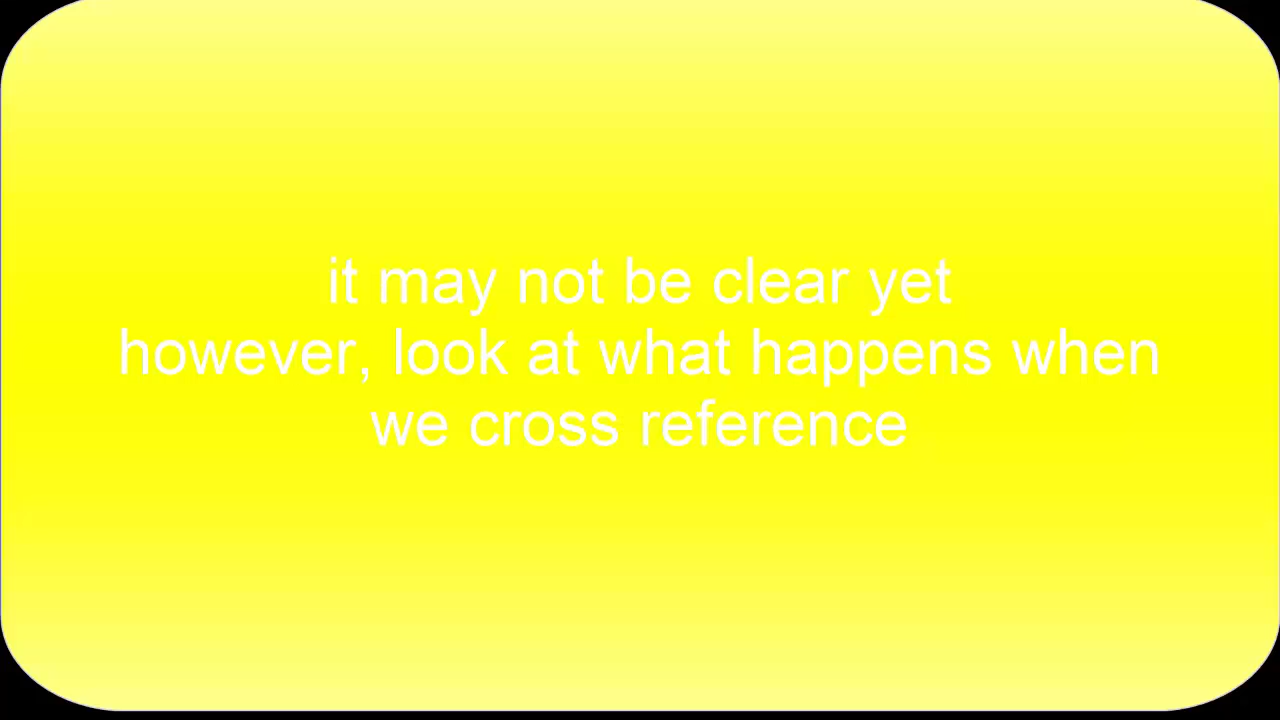 it may not be clear yet
however, look at what happens when
we cross reference